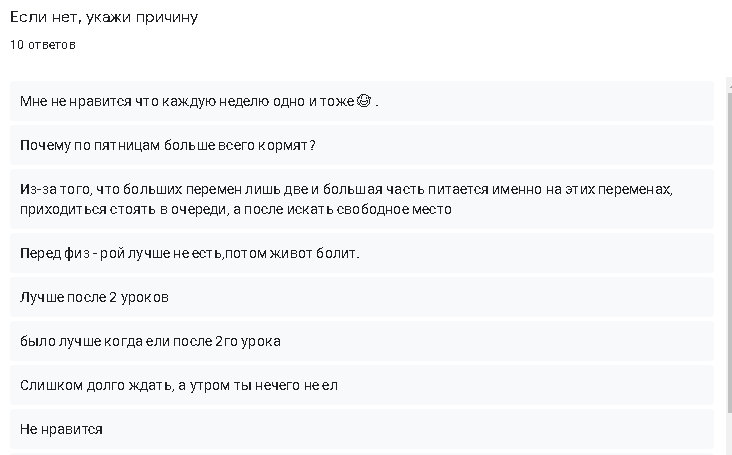 Если нет, укажи причину
10 ответов
Мне не нравится что каждую неделю одно и тоже😅 .
Почему по пятницам больше всего кормят?
Из-за того, что больших перемен лишь две и большая часть питается именно на этих переменах,
приходиться стоять в очереди, а после искать свободное место
Перед физ - рой лучше не есть,потом живот болит.
Лучше после 2 уроков
было лучше когда ели после 2го урока
Слишком долго ждать, а утром ты нечего не ел
Не нравится